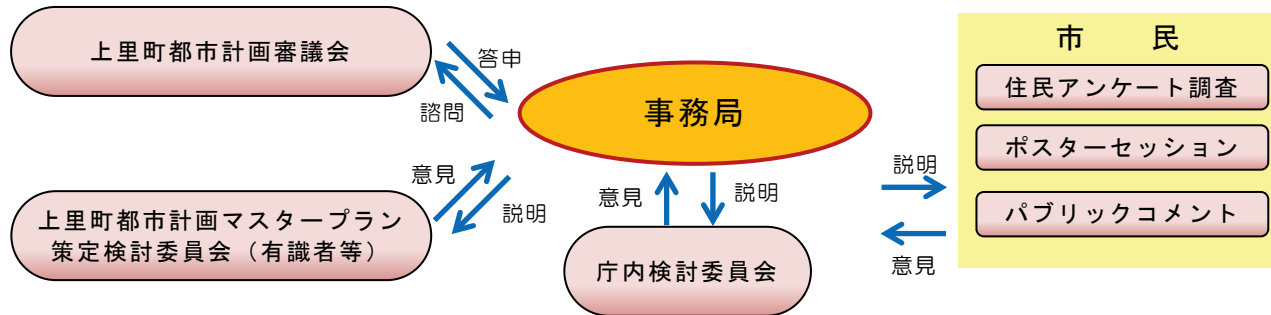 上里町都市計画審議会
答申
諮問
事務局
市　民
住民アンケート調査
ポスターセッション
パブリックコメント
意見
説明
上里町都市計画マスタープラン
策定検討委員会（有識者等）
意見
説明
庁内検討委員会
説明
意見